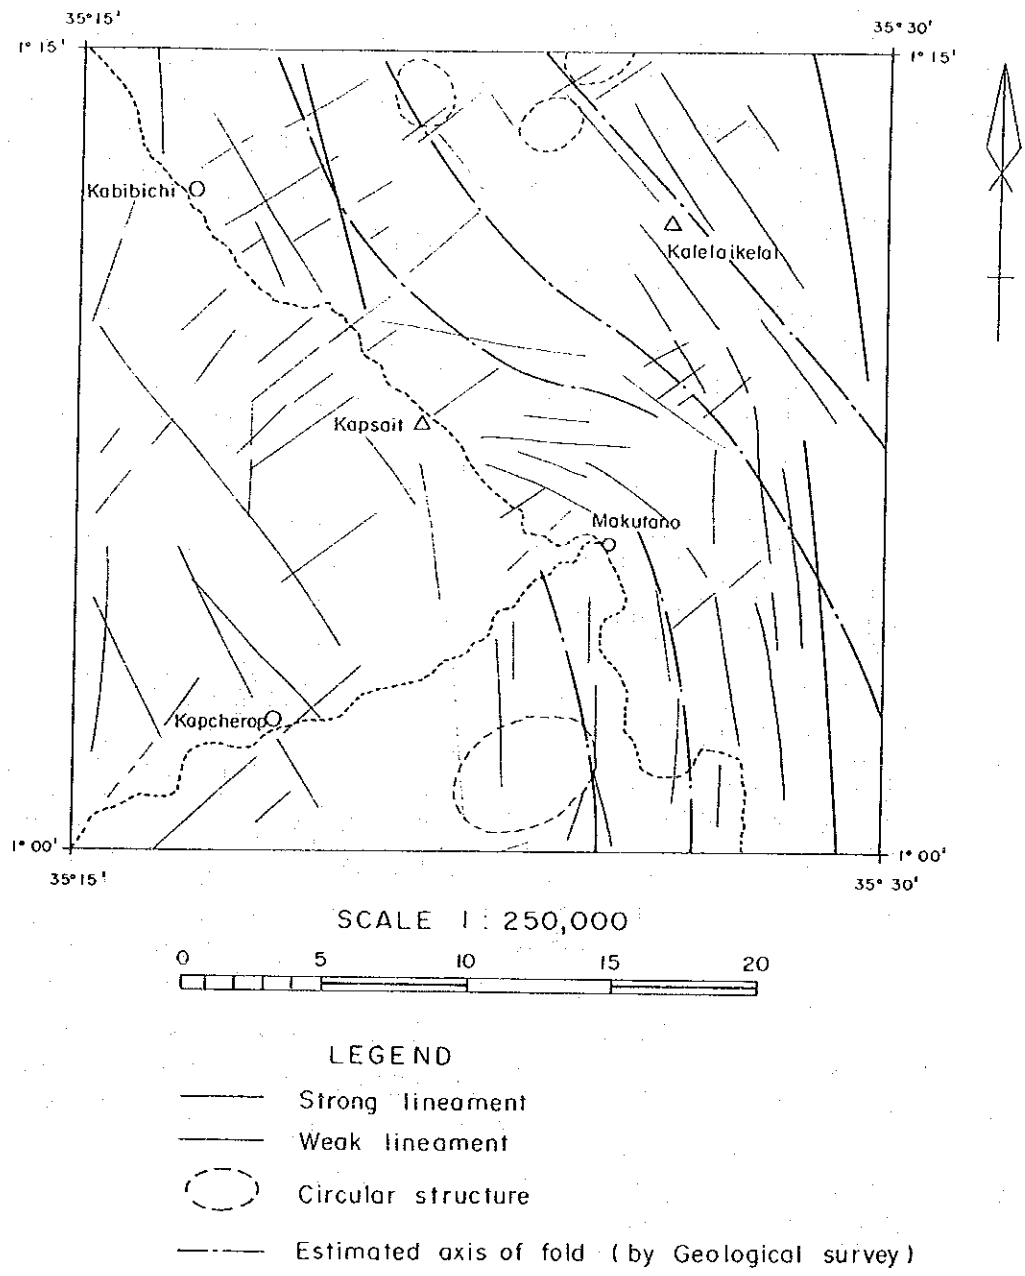 35°15'
35°30'
1°15'
1°15'
Kabibichi
Kalelaikelat
Kapsait
Makutano
Kapcherop
1°00'
1°00'
35°15'
35°30'
SCALE 1:250,000
0 5 10 15 20
LEGEND
Strong lineament
Weak lineament
Circular structure
Estimated axis of fold (by Geological survey)